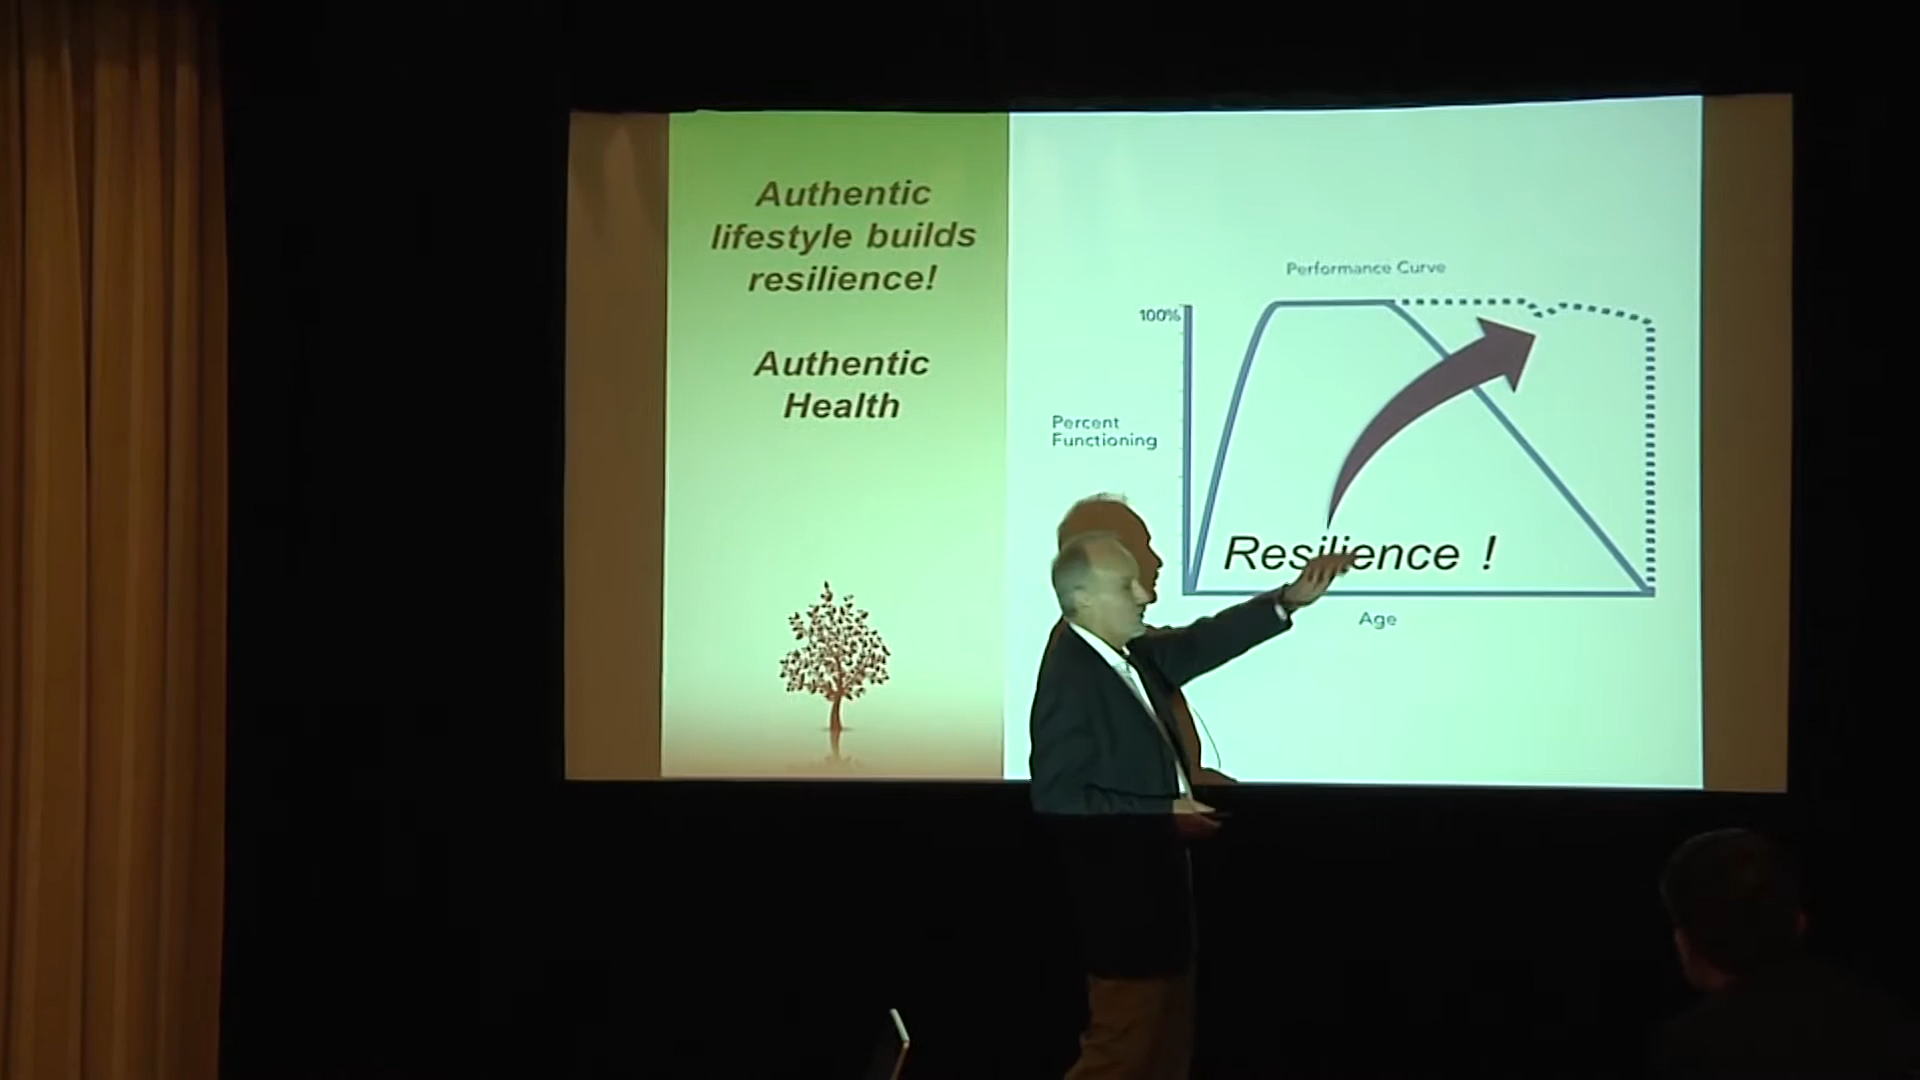 Authentic
lifestyle builds
resilience!
Authentic
Health
Performance Curve
100%
Percent
Functioning
Resilience !
Age